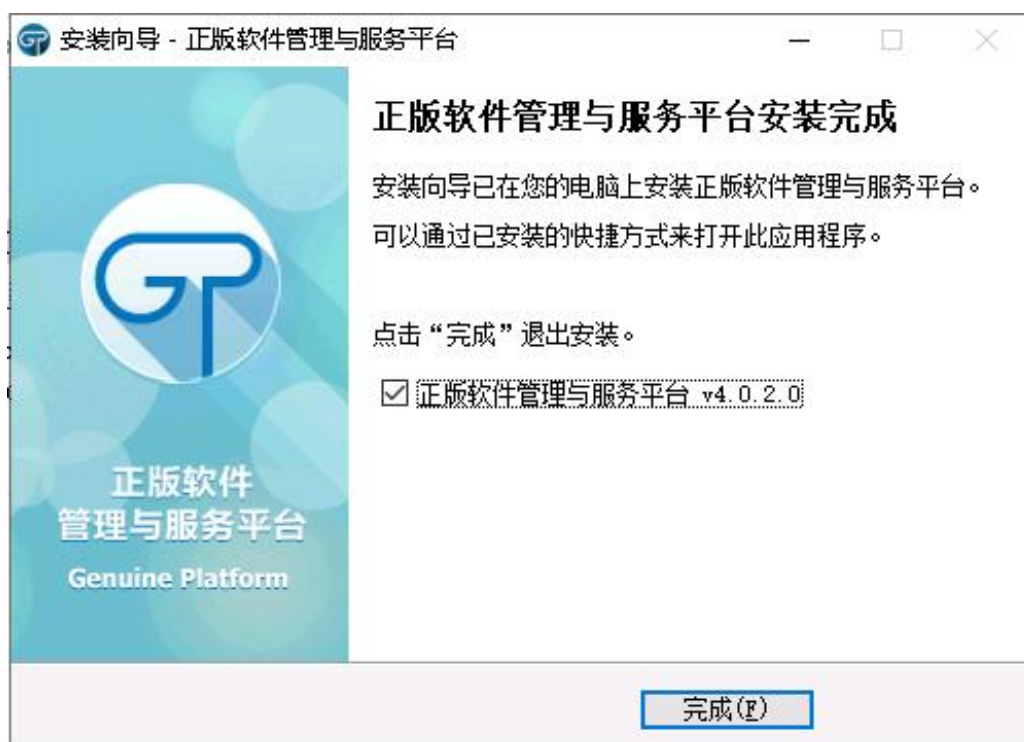 安装向导 - 正版软件管理与服务平台
正版软件管理与服务平台安装完成
安装向导已在您的电脑上安装正版软件管理与服务平台。
可以通过已安装的快捷方式来打开此应用程序。
点击“完成”退出安装。
正版软件管理与服务平台 v4.0.2.0
GT
正版软件
管理与服务平台
Genuine Platform
完成(F)